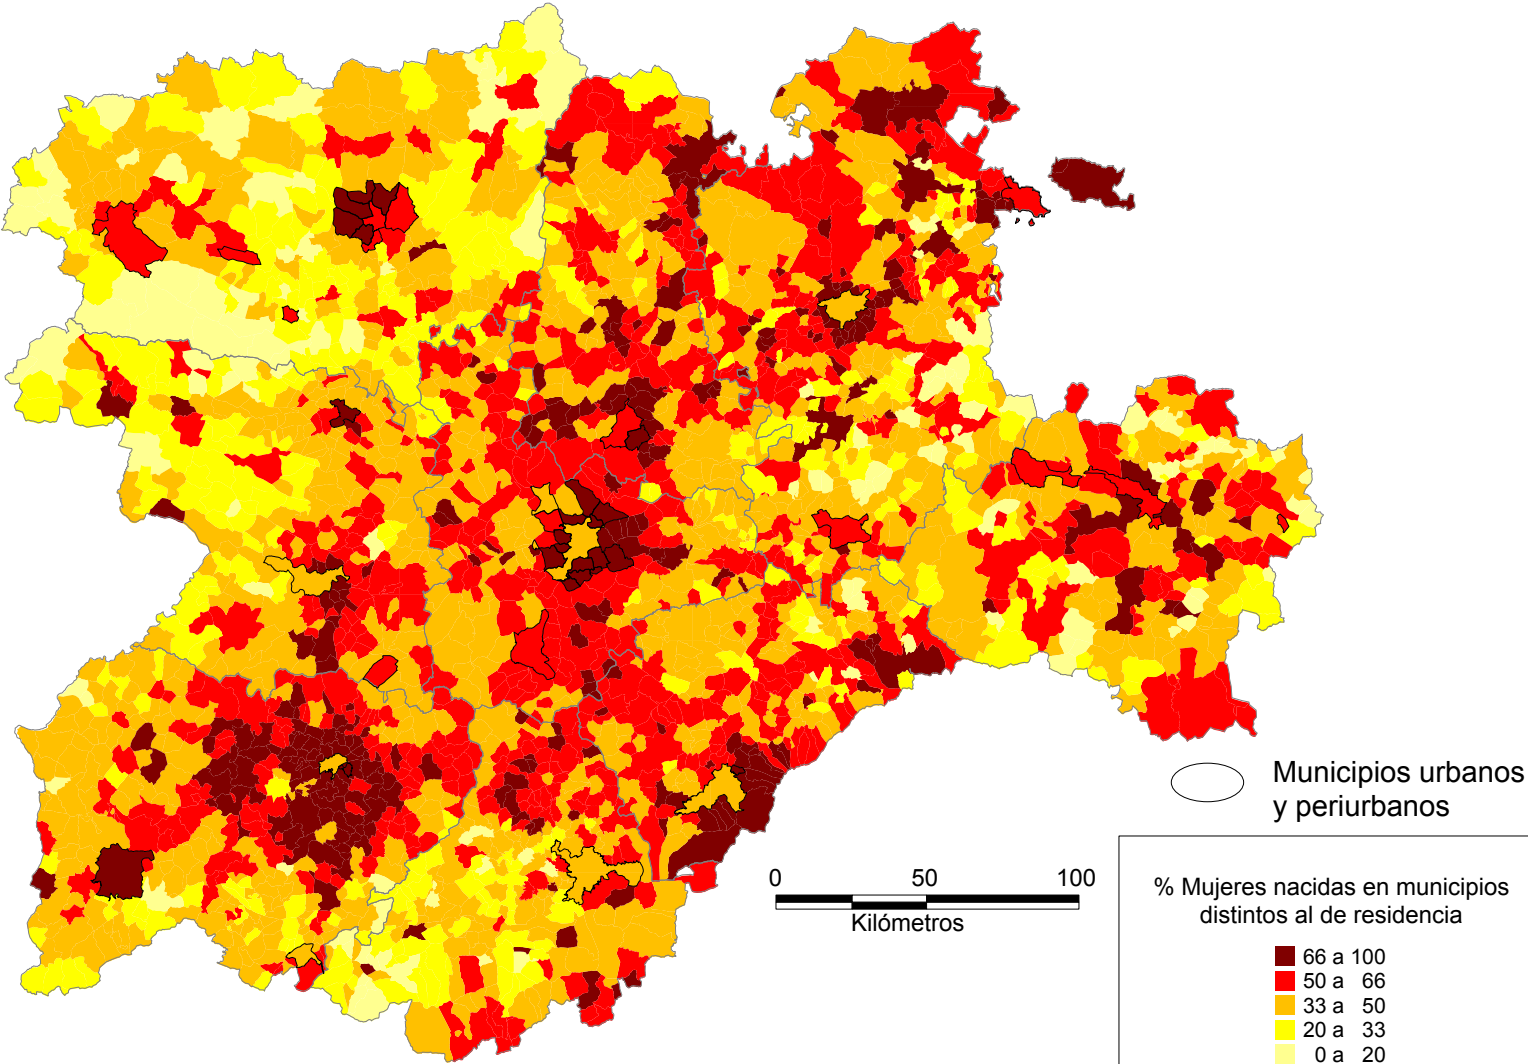 Municipios urbanos
y periurbanos
0 50 100
Kilómetros
% Mujeres nacidas en municipios
distintos al de residencia
66 a 100
50 a 66
33 a 50
20 a 33
0 a 20